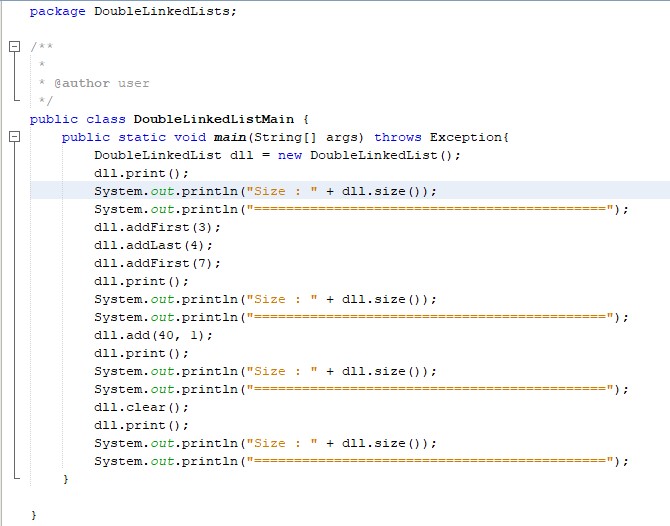 package DoubleLinkedLists;
/**
*
* @author user
*/
public class DoubleLinkedListMain {
public static void main(String[] args) throws Exception{
DoubleLinkedList dll = new DoubleLinkedList();
dll.print();
System.out.println("Size : " + dll.size());
System.out.println("============================================");
dll.addFirst(3);
dll.addLast(4);
dll.addFirst(7);
dll.print();
System.out.println("Size : " + dll.size());
System.out.println("============================================");
dll.add(40, 1);
dll.print();
System.out.println("Size : " + dll.size());
System.out.println("============================================");
dll.clear();
dll.print();
System.out.println("Size : " + dll.size());
System.out.println("============================================");
}
}